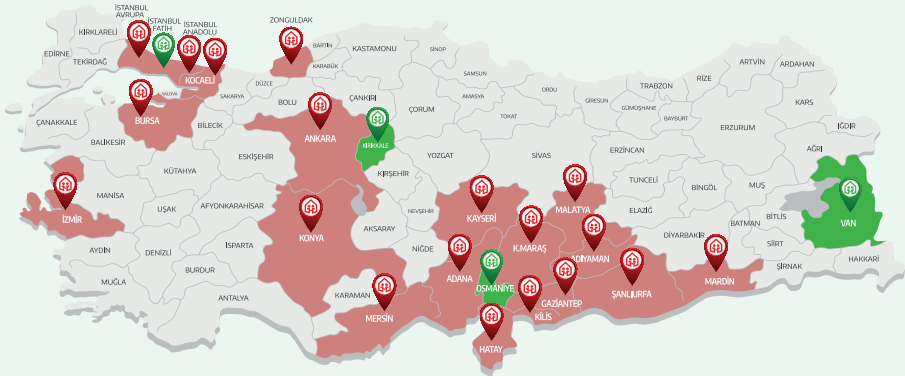 İSTANBUL
AVRUPA
İSTANBUL
FATİH
İSTANBUL
ANADOLU
ZONGULDAK
KIRKLARELİ
EDİRNE
TEKİRDAĞ
KOCAELİ
YALOVA
SAKARYA
DÜZCE
BARTIN
KARABÜK
KASTAMONU
SİNOP
SAMSUN
ORDU
GİRESUN
TRABZON
RİZE
ARTVİN
ARDAHAN
KARS
IĞDIR
AĞRI
GÜMÜŞHANE
BAYBURT
ERZURUM
ERZİNCAN
TOKAT
AMASYA
ÇORUM
ÇANKIRI
BOLU
BİLECİK
BURSA
ÇANAKKALE
BALIKESİR
ESKİŞEHİR
ANKARA
KIRIKKALE
YOZGAT
SİVAS
TUNCELİ
BİNGÖL
MUŞ
BİTLİS
VAN
HAKKARİ
ŞIRNAK
SİİRT
BATMAN
DİYARBAKIR
ELAZIĞ
MALATYA
KAYSERİ
KIRŞEHİR
NEVŞEHİR
AKSARAY
KONYA
AFYONKARAHİSAR
KÜTAHYA
UŞAK
MANİSA
İZMİR
AYDIN
DENİZLİ
ISPARTA
BURDUR
MUĞLA
ANTALYA
KARAMAN
MERSİN
NİĞDE
ADANA
OSMANİYE
K.MARAŞ
ADIYAMAN
GAZİANTEP
KİLİS
HATAY
ŞANLIURFA
MARDİN